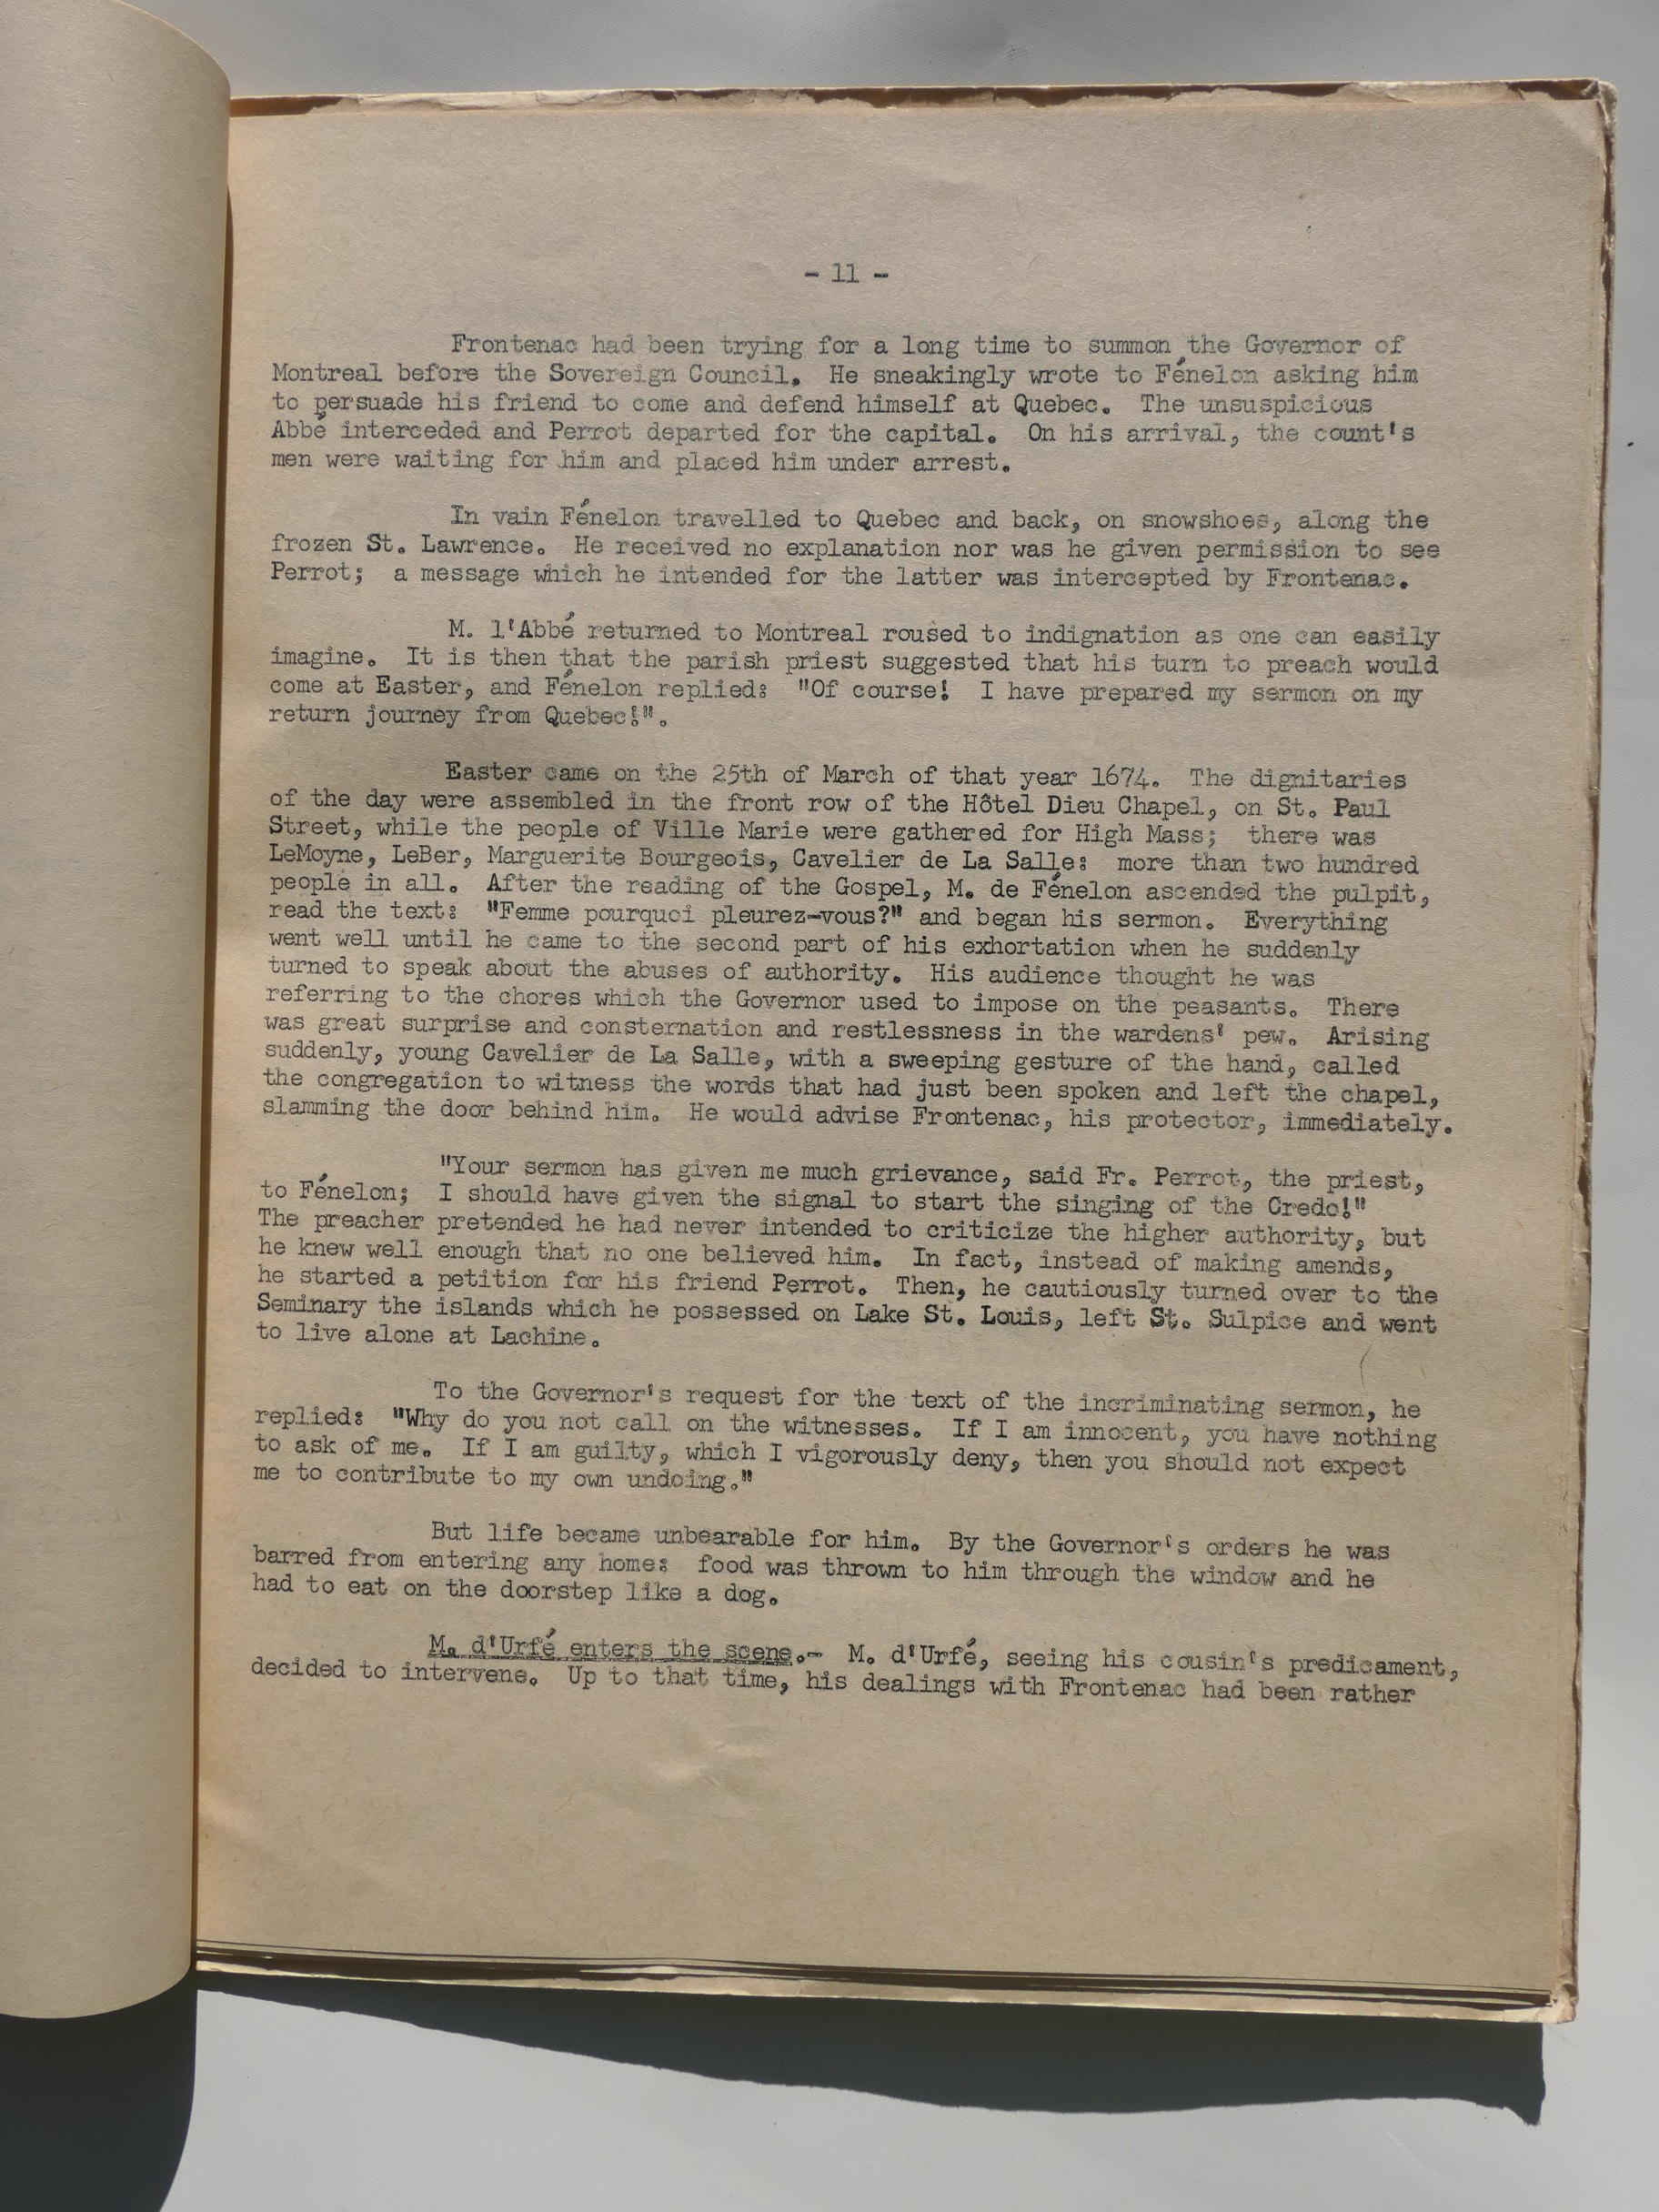 - 11 -
Frontenac had been trying for a long time to summon the Governor of
Montreal before the Sovereign Council. He sneakingly wrote to Fénelon asking him
to persuade his friend to come and defend himself at Quebec. The unsuspicious
Abbé interceded and Perrot departed for the capital. On his arrival, the count's
men were waiting for him and placed him under arrest.
In vain Fénelon travelled to Quebec and back, on snowshoes, along the
frozen St. Lawrence. He received no explanation nor was he given permission to see
Perrot; a message which he intended for the latter was intercepted by Frontenac.
M. l'Abbé returned to Montreal roused to indignation as one can easily
imagine. It is then that the parish priest suggested that his turn to preach would
come at Easter, and Fénelon replied: "Of course! I have prepared my sermon on my
return journey from Quebec!".
Easter came on the 25th of March of that year 1674. The dignitaries
of the day were assembled in the front row of the Hôtel Dieu Chapel, on St. Paul
Street, while the people of Ville Marie were gathered for High Mass; there was
LeMoyne, LeBer, Marguerite Bourgeois, Cavelier de La Salle: more than two hundred
people in all. After the reading of the Gospel, M. de Fénelon ascended the pulpit,
read the text: "Femme pourquoi pleurez-vous?" and began his sermon. Everything
went well until he came to the second part of his exhortation when he suddenly
turned to speak about the abuses of authority. His audience thought he was
referring to the chores which the Governor used to impose on the peasants. There
was great surprise and consternation and restlessness in the wardens' pew. Arising
suddenly, young Cavelier de La Salle, with a sweeping gesture of the hand, called
the congregation to witness the words that had just been spoken and left the chapel,
slamming the door behind him. He would advise Frontenac, his protector, immediately.
"Your sermon has given me much grievance, said Fr. Perrot, the priest,
to Fénelon; I should have given the signal to start the singing of the Credo!"
The preacher pretended he had never intended to criticize the higher authority, but
he knew well enough that no one believed him. In fact, instead of making amends,
he started a petition for his friend Perrot. Then, he cautiously turned over to the
Seminary the islands which he possessed on Lake St. Louis, left St. Sulpice and went
to live alone at Lachine.
To the Governor's request for the text of the incriminating sermon, he
replied: "Why do you not call on the witnesses. If I am innocent, you have nothing
to ask of me. If I am guilty, which I vigorously deny, then you should not expect
me to contribute to my own undoing."
But life became unbearable for him. By the Governor's orders he was
barred from entering any home: food was thrown to him through the window and he
had to eat on the doorstep like a dog.
M. d'Urfé enters the scene.- M. d'Urfé, seeing his cousin's predicament,
decided to intervene. Up to that time, his dealings with Frontenac had been rather